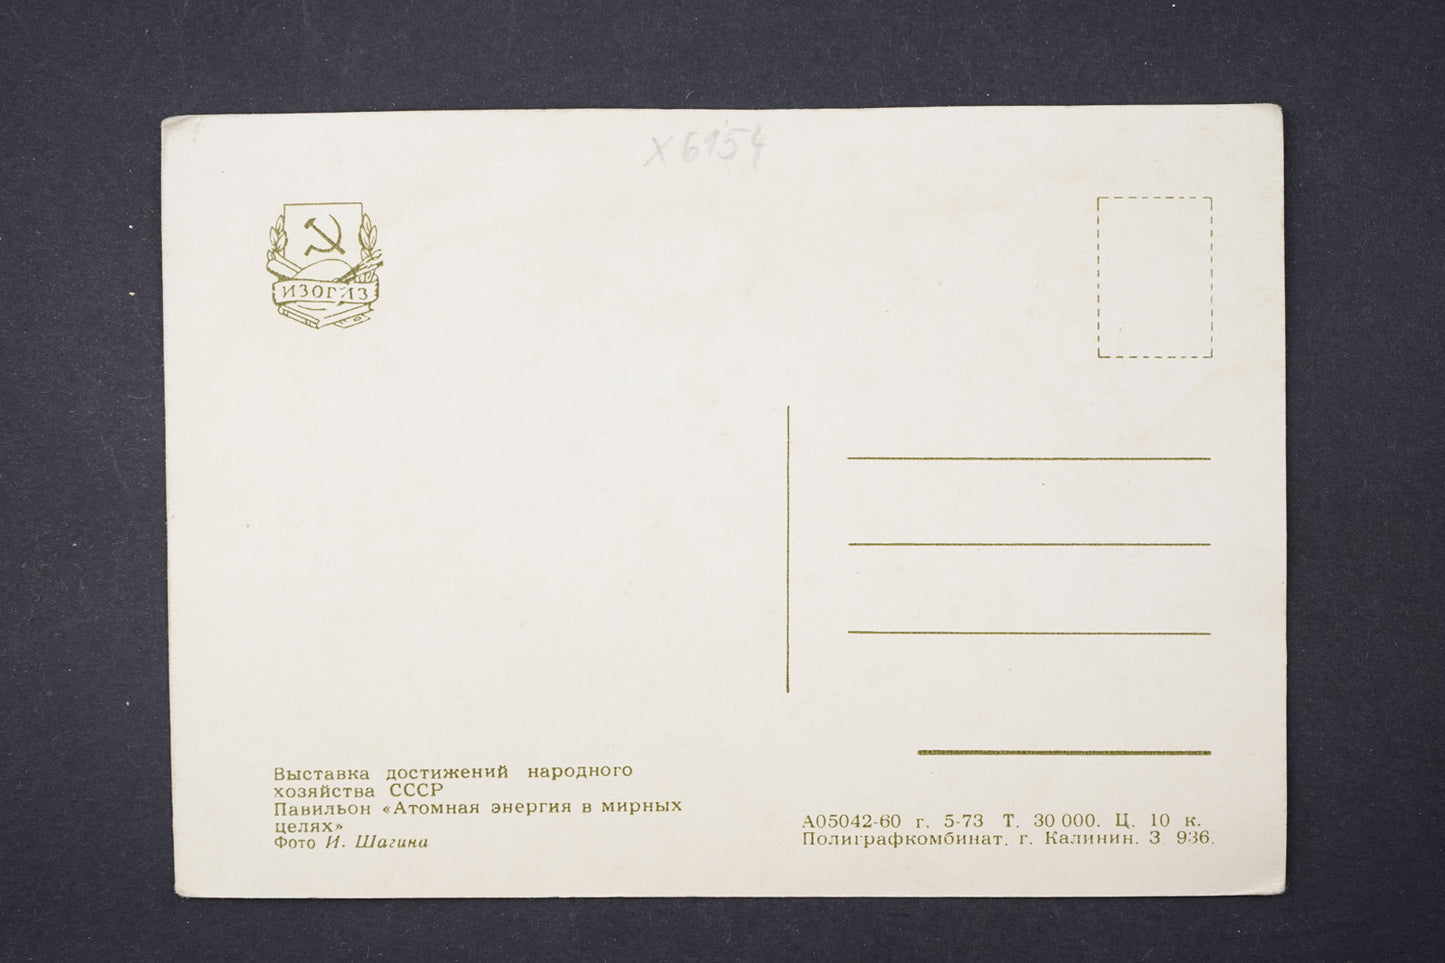 X 6154
ИЗОГИЗ
Выставка достижений народного
хозяйства СССР
Павильон «Атомная энергия в мирных
целях»
Фото И. Шагина
А05042-60 г. 5-73 Т. 30 000. Ц. 10 к.
Полиграфкомбинат. г. Калинин. З 936.